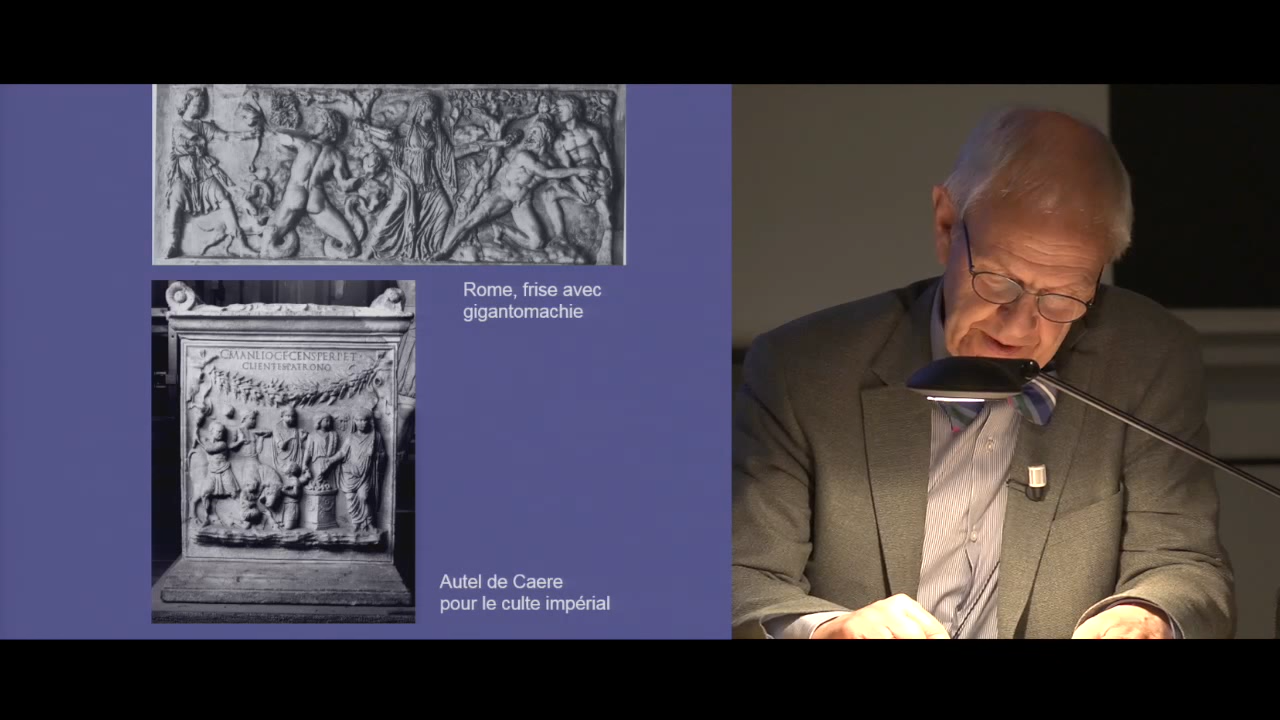 Rome, frise avec
gigantomachie
C·MANLIO·C·F·CENS·PERPET
CLIENTES·PATRONO
Autel de Caere
pour le culte impérial